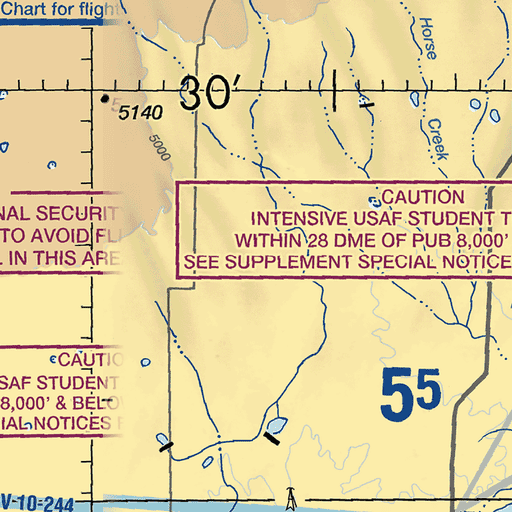 Chart for flight
Horse
30'
5140
Creek
5000
CAUTION
NAL SECURIT
INTENSIVE USAF STUDENT T
TO AVOID FLI
WITHIN 28 DME OF PUB 8,000'
L IN THIS ARE
SEE SUPPLEMENT SPECIAL NOTICE
CAUTIO
SAF STUDENT
8,000' & BELO
IAL NOTICES
55
V-10-244